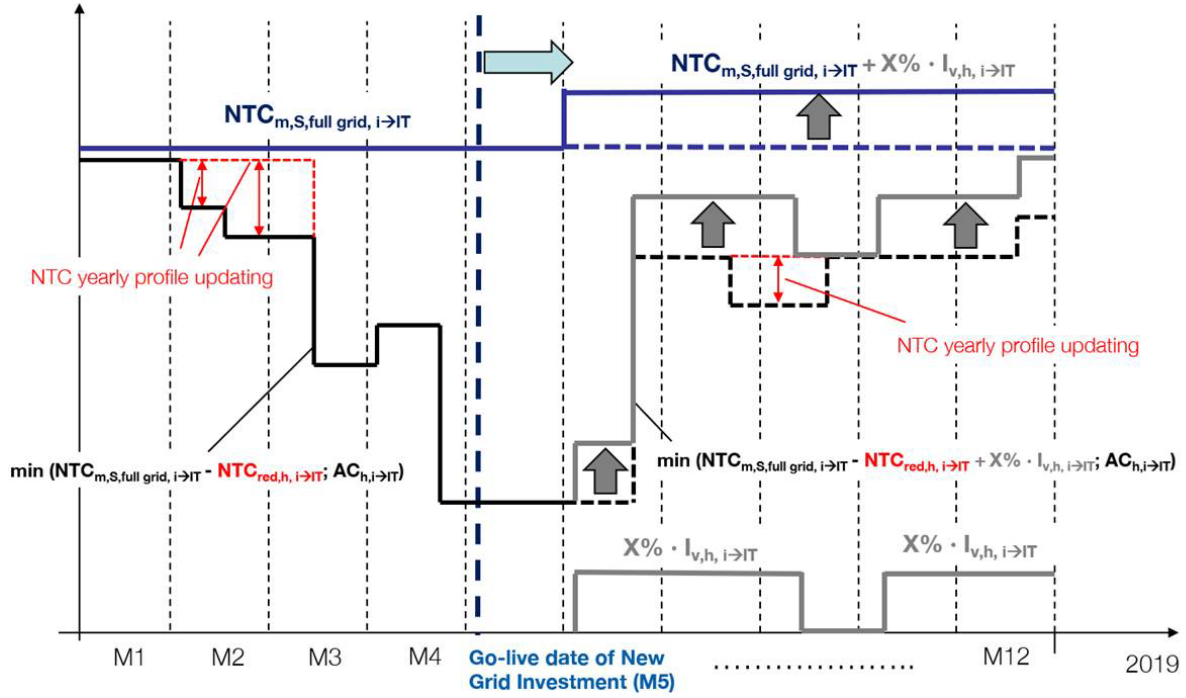 NTCm,S,full grid, i→IT + X% · Iv,h, i→IT
NTCm,S,full grid, i→IT
NTC yearly profile updating
NTC yearly profile updating
min (NTCm,S,full grid, i→IT - NTCred,h, i→IT; ACh,i→IT)
min (NTCm,S,full grid, i→IT - NTCred,h, i→IT + X% · Iv,h, i→IT; ACh,i→IT)
X% · Iv,h, i→IT
X% · Iv,h, i→IT
M1
M2
M3
M4
Go-live date of New
Grid Investment (M5)
....................
M12
2019